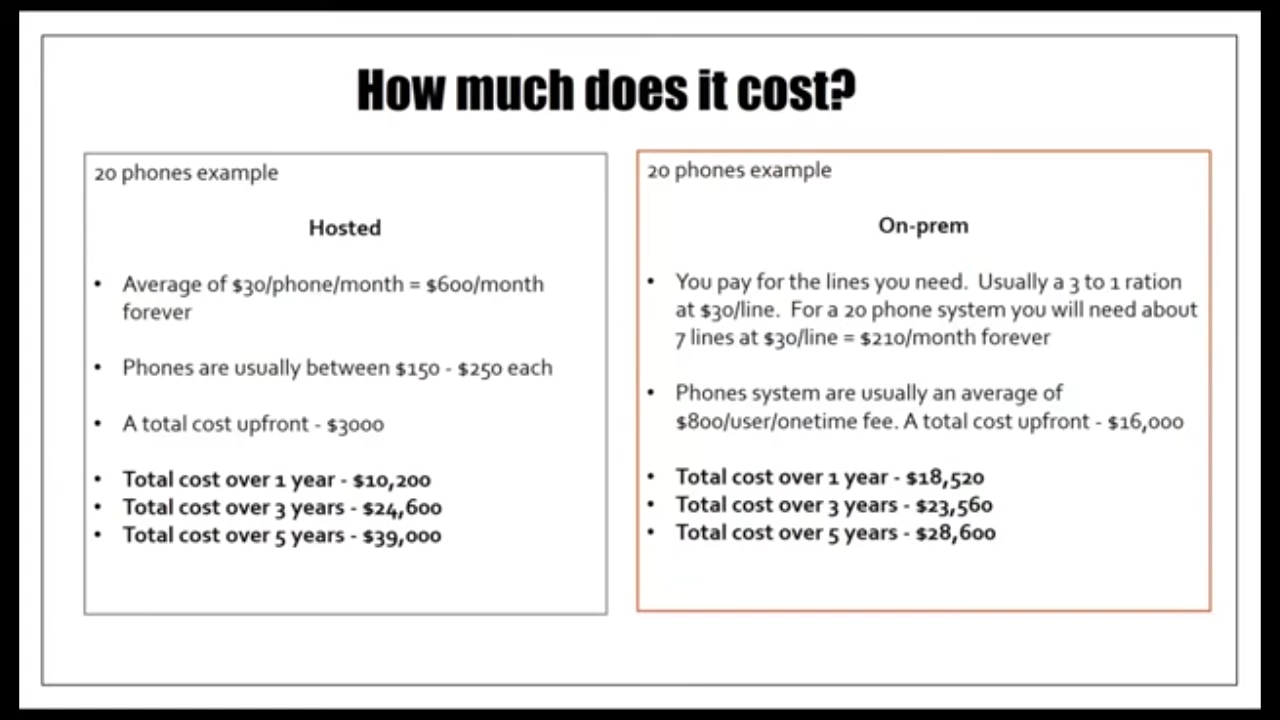 How much does it cost?
20 phones example
Hosted
• Average of $30/phone/month = $600/month
forever
• Phones are usually between $150 - $250 each
• A total cost upfront - $3000
• Total cost over 1 year - $10,200
• Total cost over 3 years - $24,600
• Total cost over 5 years - $39,000
20 phones example
On-prem
• You pay for the lines you need.  Usually a 3 to 1 ration
at $30/line.  For a 20 phone system you will need about
7 lines at $30/line = $210/month forever
• Phones system are usually an average of
$800/user/onetime fee. A total cost upfront - $16,000
• Total cost over 1 year - $18,520
• Total cost over 3 years - $23,560
• Total cost over 5 years - $28,600